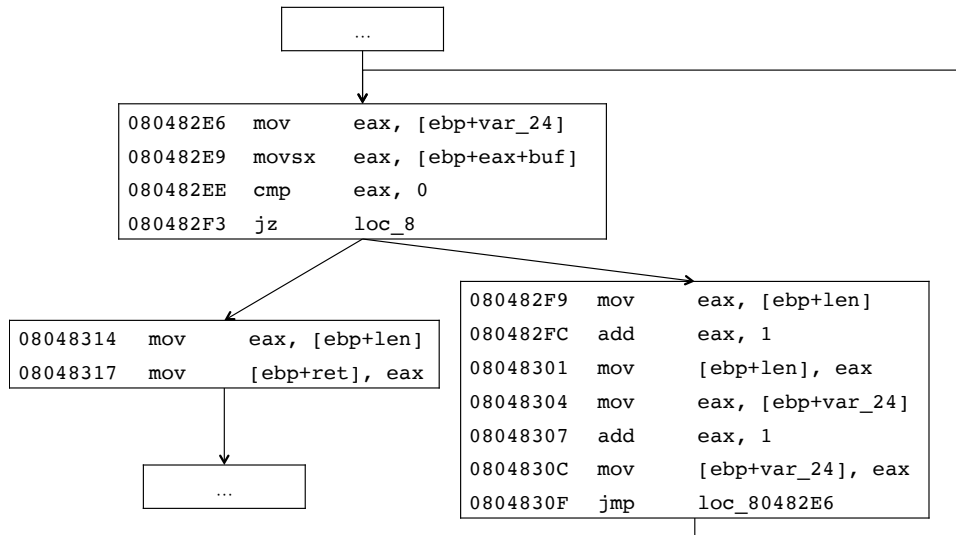 ...
080482E6 mov eax, [ebp+var_24]
080482E9 movsx eax, [ebp+eax+buf]
080482EE cmp eax, 0
080482F3 jz loc_8
08048314 mov eax, [ebp+len]
08048317 mov [ebp+ret], eax
...
080482F9 mov eax, [ebp+len]
080482FC add eax, 1
08048301 mov [ebp+len], eax
08048304 mov eax, [ebp+var_24]
08048307 add eax, 1
0804830C mov [ebp+var_24], eax
0804830F jmp loc_80482E6